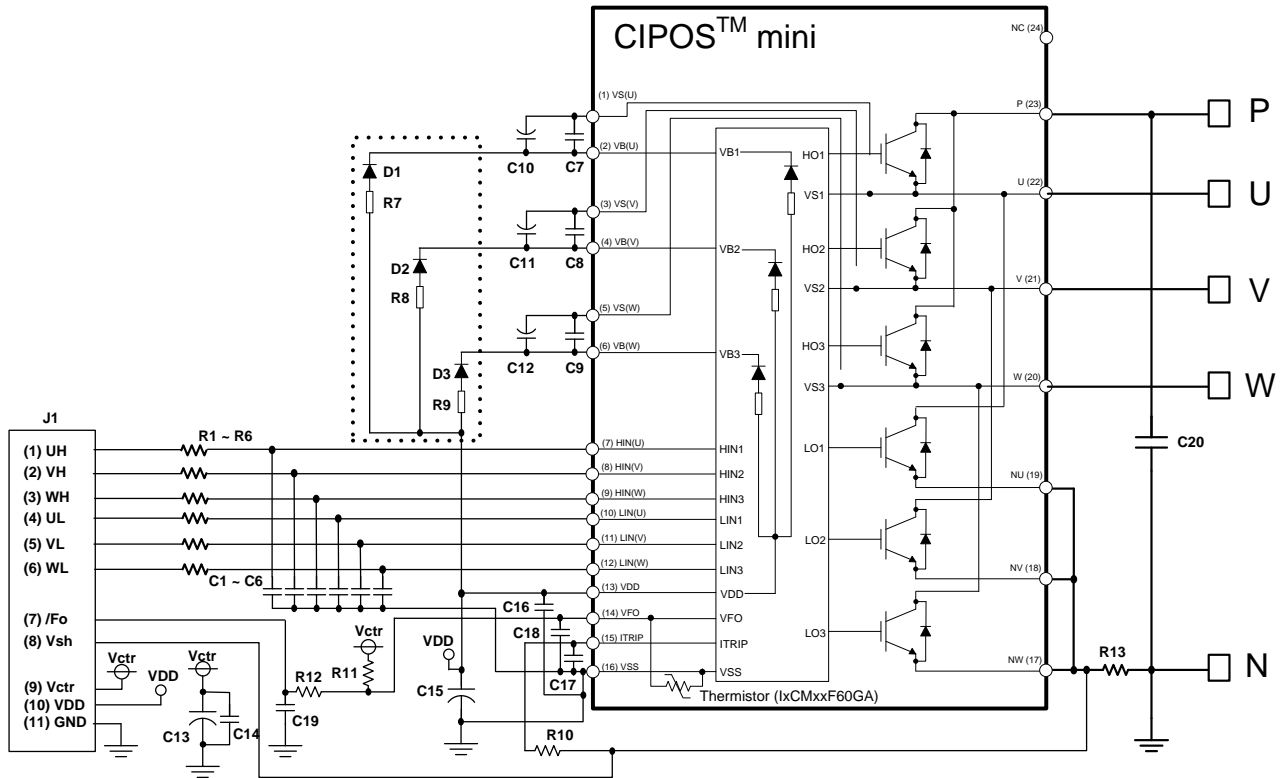 CIPOS™ mini
NC (24)
(1) VS(U)
P (23)
P
C10
C7
(2) VB(U)
VB1
HO1
D1
R7
VS1
U (22)
U
(3) VS(V)
C11
C8
(4) VB(V)
VB2
HO2
D2
R8
VS2
V (21)
V
(5) VS(W)
C12
C9
(6) VB(W)
VB3
HO3
D3
R9
VS3
W (20)
W
J1
(1) UH
R1 ~ R6
(7) HIN(U)
HIN1
LO1
C20
(2) VH
(8) HIN(V)
HIN2
NU (19)
(3) WH
(9) HIN(W)
HIN3
(4) UL
(10) LIN(U)
LIN1
(5) VL
(11) LIN(V)
LIN2
LO2
(6) WL
C1 ~ C6
(12) LIN(W)
LIN3
NV (18)
(13) VDD
VDD
C16
(7) /Fo
(14) VFO
VFO
C18
LO3
(8) Vsh
Vctr
VDD
(15) ITRIP
ITRIP
R13
Vctr
Vctr
R12
R11
C17
(16) VSS
VSS
NW (17)
N
(9) Vctr
VDD
(10) VDD
C15
Thermistor (IxCMxxF60GA)
(11) GND
C13
C14
C19
R10